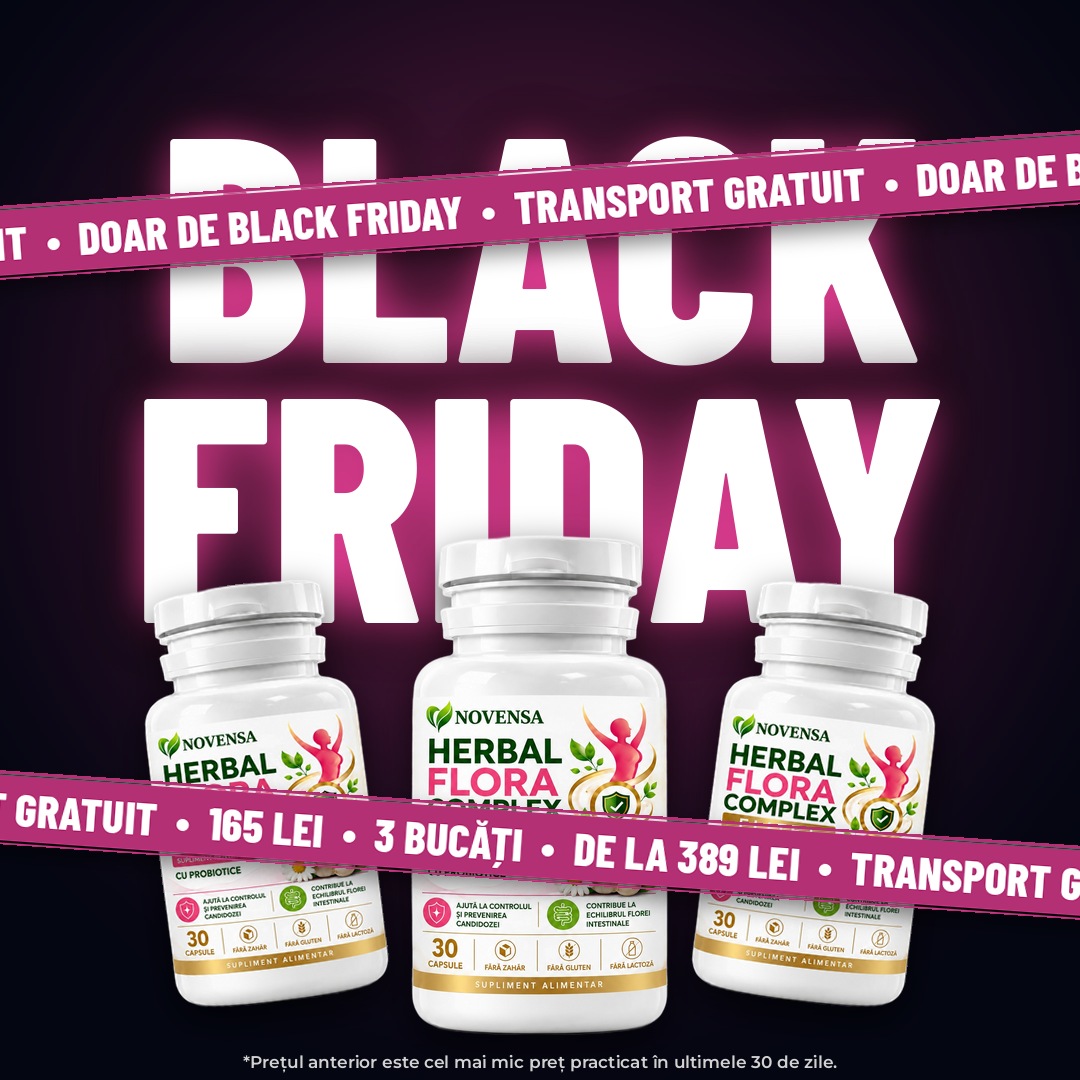 IT • DOAR DE BLACK FRIDAY • TRANSPORT GRATUIT • DOAR DE B
BLACK
FRIDAY
NOVENSA
HERBAL
CU PROBIOTICE
AJUTĂ LA CONTROLUL
ȘI PREVENIREA
CANDIDOZEI
CONTRIBUIE LA
ECHILIBRUL FLOREI
INTESTINALE
30
CAPSULE
FĂRĂ ZAHĂR
FĂRĂ GLUTEN
FĂRĂ LACTOZĂ
SUPLIMENT ALIMENTAR
NOVENSA
HERBAL
FLORA
COMPLEX
AJUTĂ LA CONTROLUL
ȘI PREVENIREA
CANDIDOZEI
CONTRIBUIE LA
ECHILIBRUL FLOREI
INTESTINALE
30
CAPSULE
FĂRĂ ZAHĂR
FĂRĂ GLUTEN
FĂRĂ LACTOZĂ
SUPLIMENT ALIMENTAR
NOVENSA
HERBAL
FLORA
COMPLEX
INTESTINALE
30
CAPSULE
FĂRĂ ZAHĂR
FĂRĂ GLUTEN
FĂRĂ LACTOZĂ
SUPLIMENT ALIMENTAR
T GRATUIT • 165 LEI • 3 BUCĂȚI • DE LA 389 LEI • TRANSPORT G
*Prețul anterior este cel mai mic preț practicat în ultimele 30 de zile.